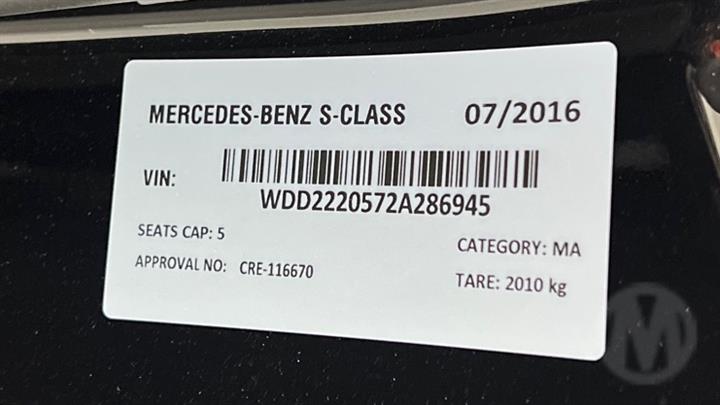 MERCEDES-BENZ S-CLASS 07/2016
VIN:
WDD2220572A286945
SEATS CAP: 5 CATEGORY: MA
APPROVAL NO: CRE-116670 TARE: 2010 kg
M